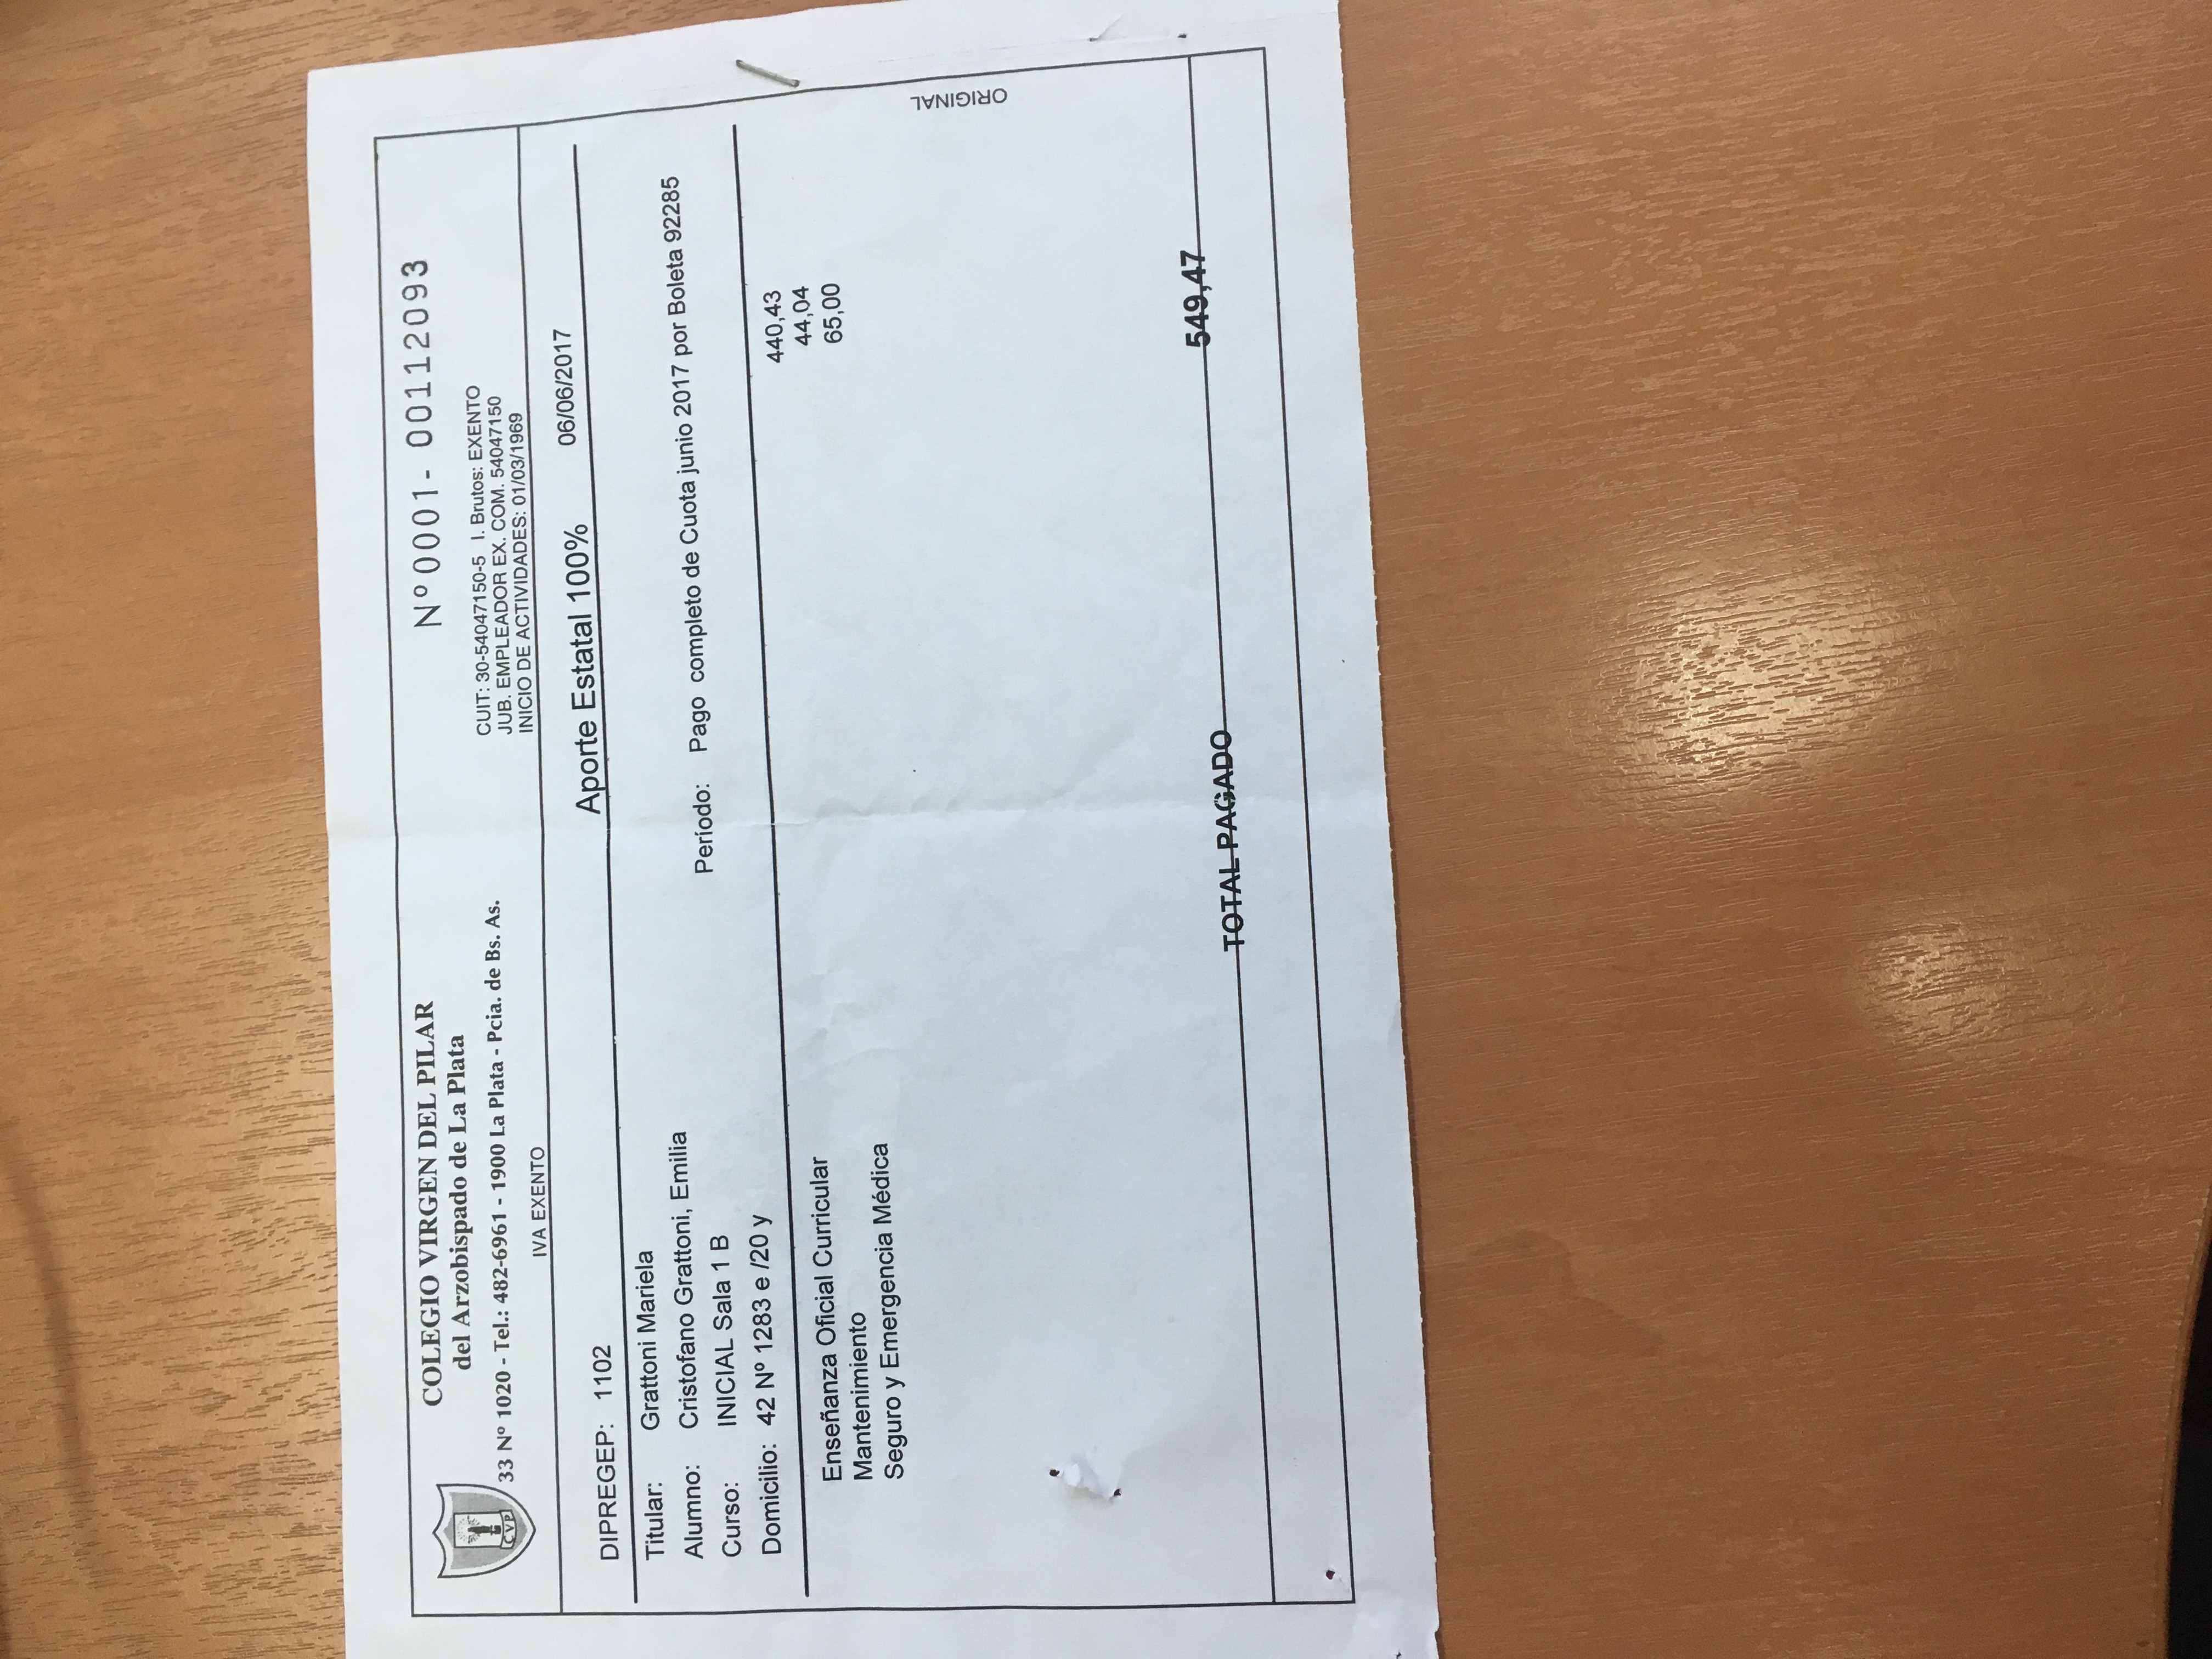 COLEGIO VIRGEN DEL PILAR
del Arzobispado de La Plata
33 Nº 1020 - Tel.: 482-6961 - 1900 La Plata - Pcia. de Bs. As.
IVA EXENTO
CVP
Nº 0001- 00112093
CUIT: 30-54047150-5 I. Brutos: EXENTO
JUB. EMPLEADOR EX. COM. 54047150
INICIO DE ACTIVIDADES: 01/03/1969
DIPREGEP: 1102
Aporte Estatal 100% 06/06/2017
Titular: Grattoni Mariela
Alumno: Cristofano Grattoni, Emilia
Curso: INICIAL Sala 1 B
Domicilio: 42 Nº 1283 e /20 y
Período: Pago completo de Cuota junio 2017 por Boleta 92285
Enseñanza Oficial Curricular 440,43
Mantenimiento 44,04
Seguro y Emergencia Médica 65,00
ORIGINAL
TOTAL PAGADO 549,47